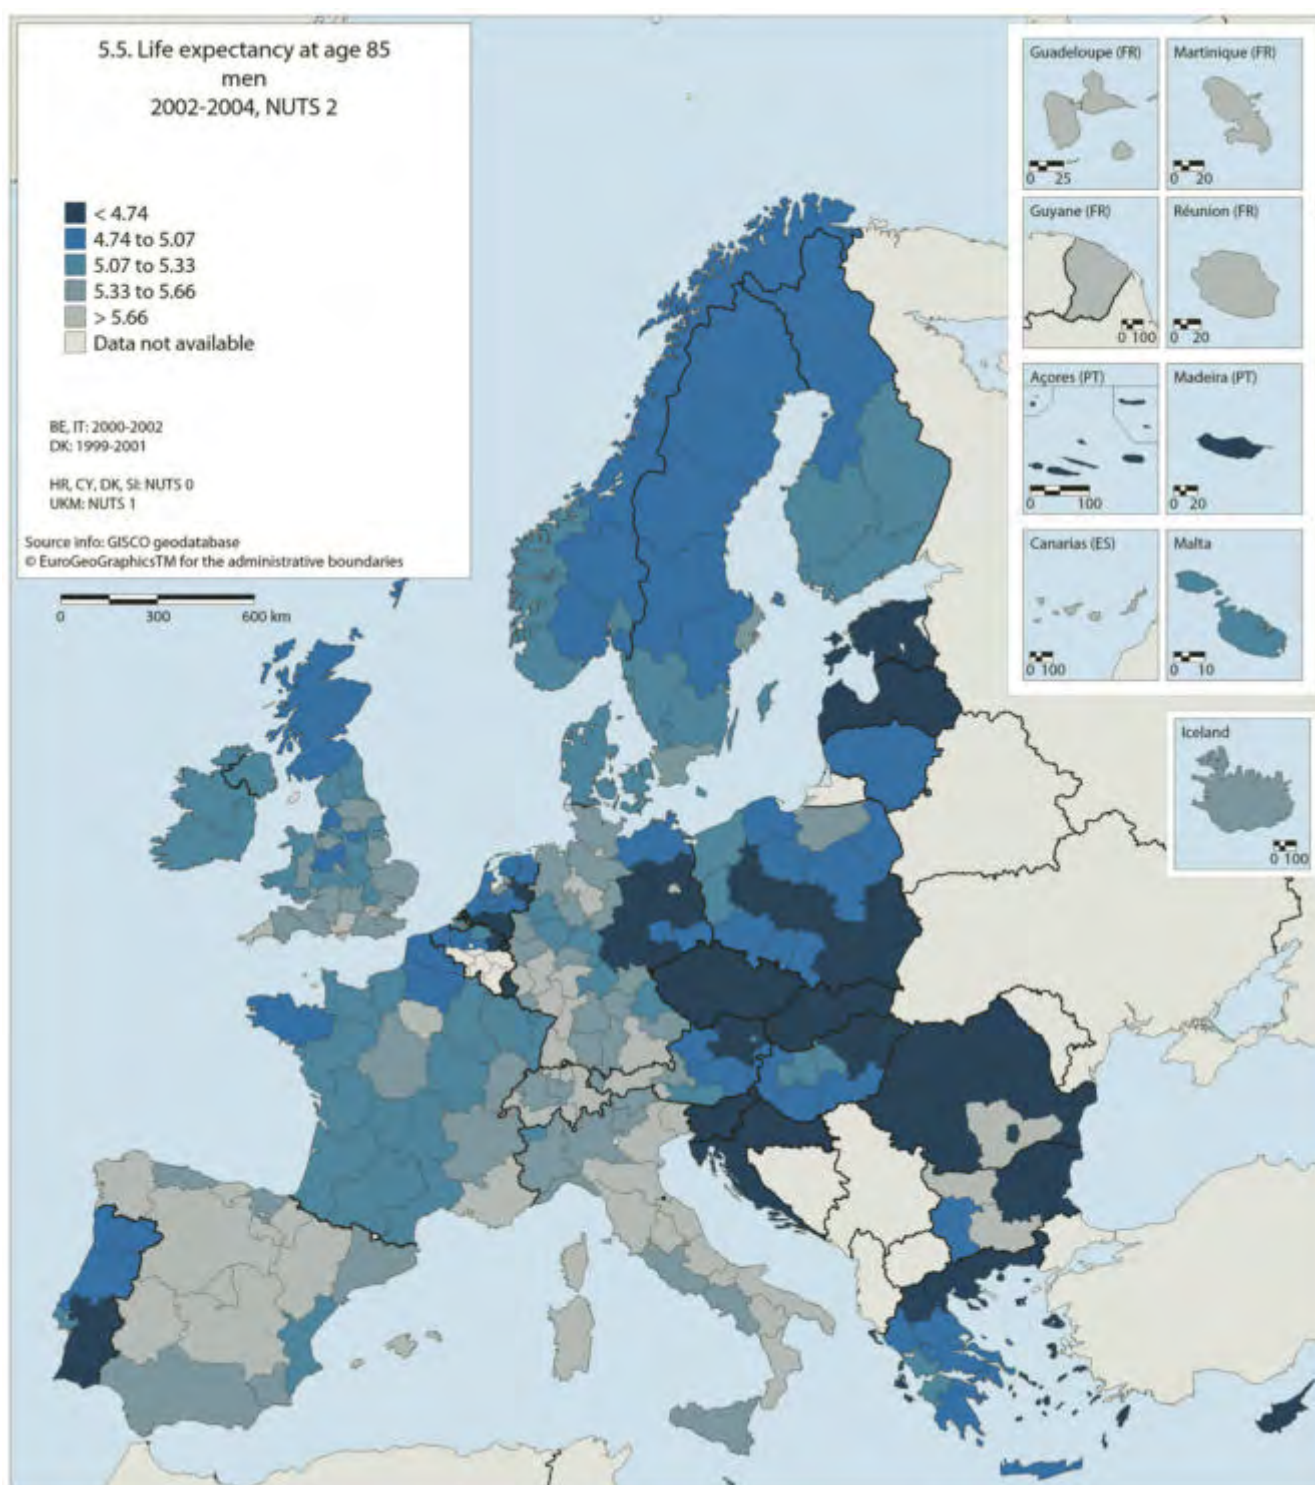 5.5. Life expectancy at age 85
men
2002-2004, NUTS 2
< 4.74
4.74 to 5.07
5.07 to 5.33
5.33 to 5.66
> 5.66
Data not available
BE, IT: 2000-2002
DK: 1999-2001
HR, CY, DK, SI: NUTS 0
UKM: NUTS 1
Source info: GISCO geodatabase
© EuroGeoGraphicsTM for the administrative boundaries
0 300 600 km
Guadeloupe (FR)
0 25
Martinique (FR)
0 20
Guyane (FR)
0 100
Réunion (FR)
0 20
Açores (PT)
0 100
Madeira (PT)
0 20
Canarias (ES)
0 100
Malta
0 10
Iceland
0 100